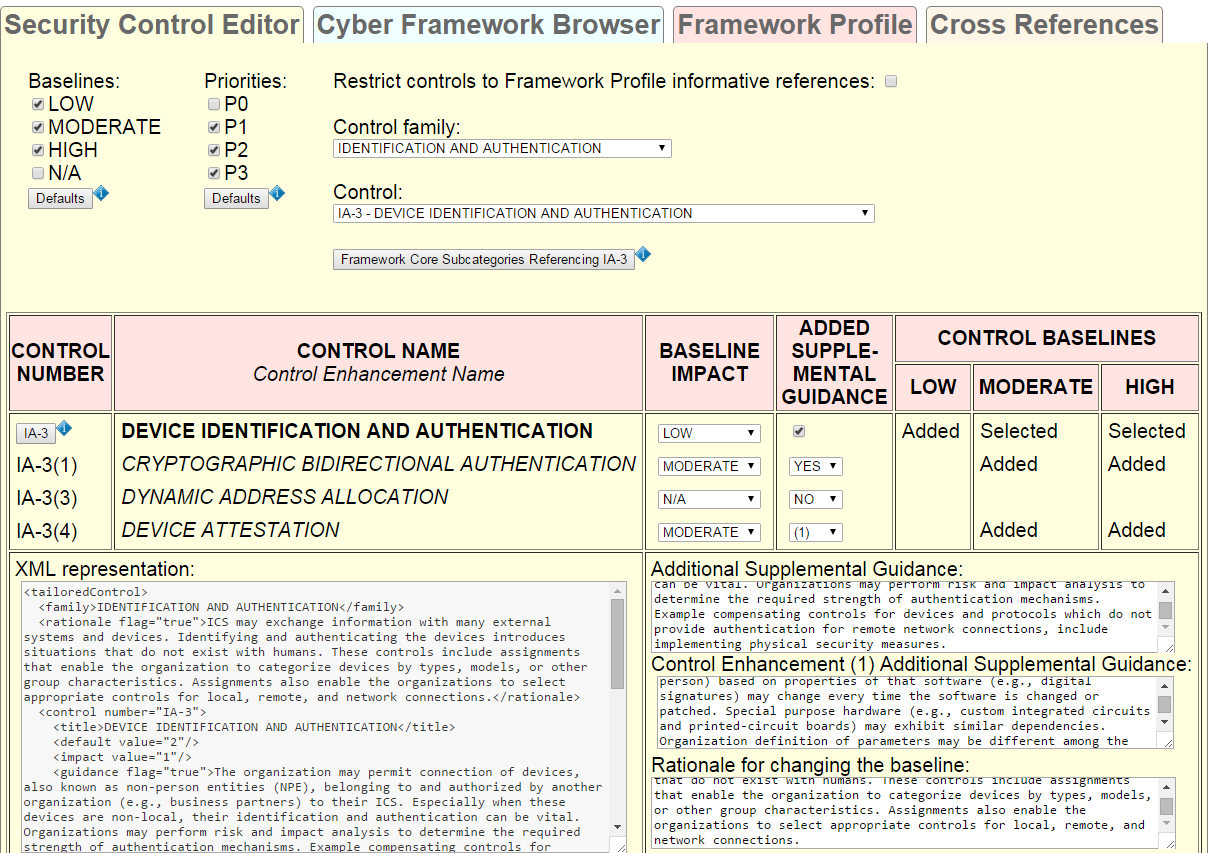 Security Control Editor
Cyber Framework Browser
Framework Profile
Cross References
Baselines:
LOW
MODERATE
HIGH
N/A
Defaults
Priorities:
P0
P1
P2
P3
Defaults
Restrict controls to Framework Profile informative references:
Control family:
IDENTIFICATION AND AUTHENTICATION
Control:
IA-3 - DEVICE IDENTIFICATION AND AUTHENTICATION
Framework Core Subcategories Referencing IA-3
CONTROL
NUMBER
CONTROL NAME
Control Enhancement Name
BASELINE
IMPACT
ADDED
SUPPLE-
MENTAL
GUIDANCE
CONTROL BASELINES
LOW
MODERATE
HIGH
IA-3
DEVICE IDENTIFICATION AND AUTHENTICATION
LOW
Added
Selected
Selected
IA-3(1)
CRYPTOGRAPHIC BIDIRECTIONAL AUTHENTICATION
MODERATE
YES
Added
Added
IA-3(3)
DYNAMIC ADDRESS ALLOCATION
N/A
NO
IA-3(4)
DEVICE ATTESTATION
MODERATE
(1)
Added
Added
XML representation:
<tailoredControl>
<family>IDENTIFICATION AND AUTHENTICATION</family>
<rationale flag="true">ICS may exchange information with many external
systems and devices. Identifying and authenticating the devices introduces
situations that do not exist with humans. These controls include assignments
that enable the organization to categorize devices by types, models, or other
group characteristics. Assignments also enable the organizations to select
appropriate controls for local, remote, and network connections.</rationale>
<control number="IA-3">
<title>DEVICE IDENTIFICATION AND AUTHENTICATION</title>
<default value="2"/>
<impact value="1"/>
<guidance flag="true">The organization may permit connection of devices,
also known as non-person entities (NPE), belonging to and authorized by another
organization (e.g., business partners) to their ICS. Especially when these
devices are non-local, their identification and authentication can be vital.
Organizations may perform risk and impact analysis to determine the required
strength of authentication mechanisms. Example compensating controls for
Additional Supplemental Guidance:
can be vital. Organizations may perform risk and impact analysis to
determine the required strength of authentication mechanisms.
Example compensating controls for devices and protocols which do not
provide authentication for remote network connections, include
implementing physical security measures.
Control Enhancement (1) Additional Supplemental Guidance:
person) based on properties of that software (e.g., digital
signatures) may change every time the software is changed or
patched. Special purpose hardware (e.g., custom integrated circuits
and printed-circuit boards) may exhibit similar dependencies.
Organization definition of parameters may be different among the
Rationale for changing the baseline:
that do not exist with humans. These controls include assignments
that enable the organization to categorize devices by types, models,
or other group characteristics. Assignments also enable the
organizations to select appropriate controls for local, remote, and
network connections.